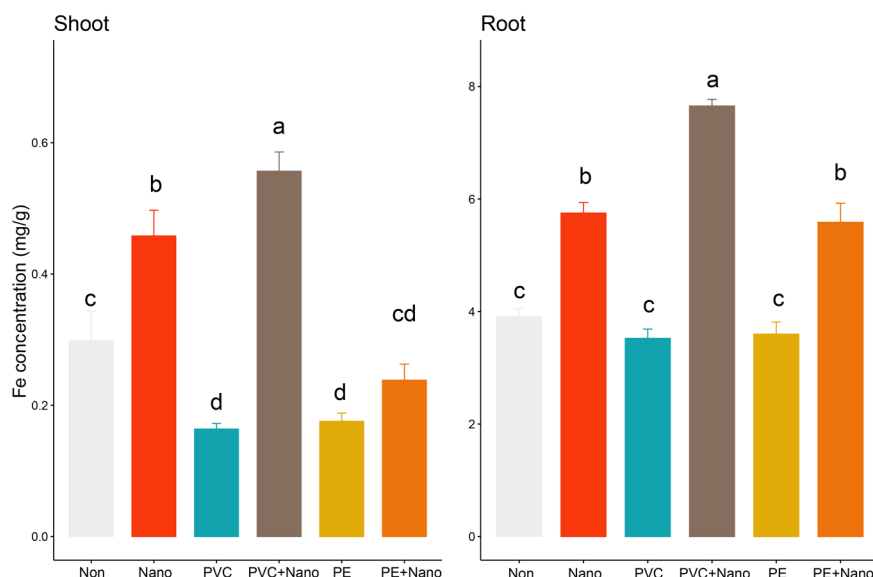 Shoot
Fe concentration (mg/g)
0.6
0.4
0.2
0.0
c
b
d
a
d
cd
Non Nano PVC PVC+Nano PE PE+Nano
Root
8
6
4
2
0
c
b
c
a
c
b
Non Nano PVC PVC+Nano PE PE+Nano